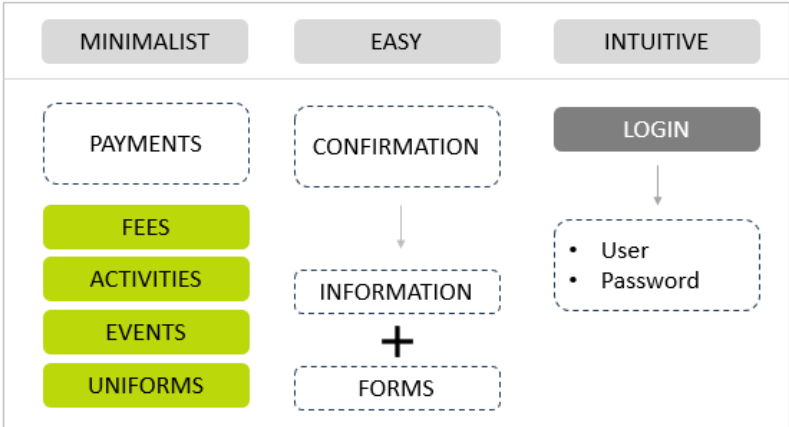 MINIMALIST
EASY
INTUITIVE
PAYMENTS
FEES
ACTIVITIES
EVENTS
UNIFORMS
CONFIRMATION
INFORMATION
+
FORMS
LOGIN
• User
• Password